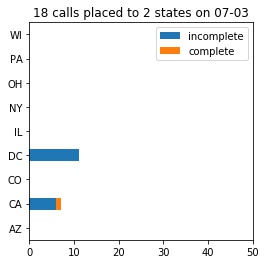 18 calls placed to 2 states on 07-03
incomplete
complete
WI
PA
OH
NY
IL
DC
CO
CA
AZ
0 10 20 30 40 50